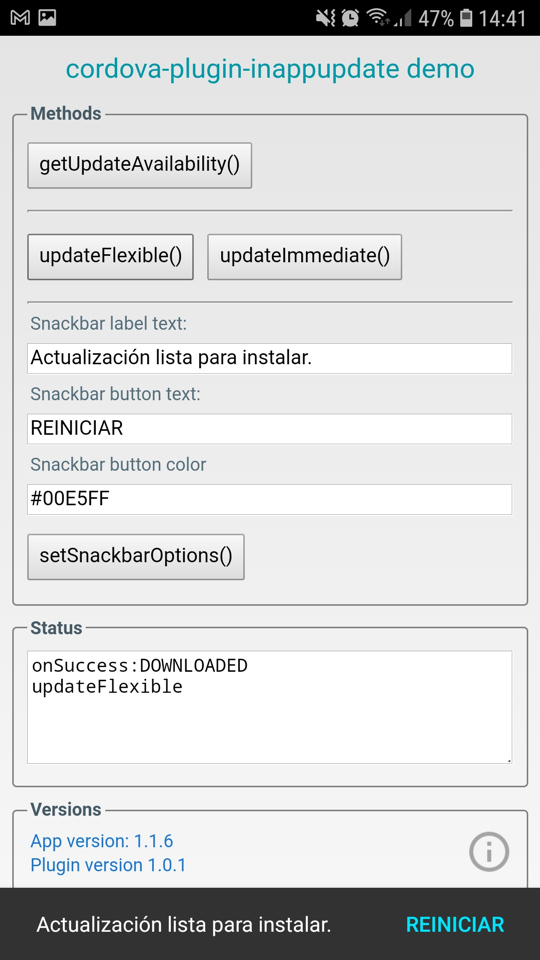 47% 14:41
cordova-plugin-inappupdate demo
Methods
getUpdateAvailability()
updateFlexible() updateImmediate()
Snackbar label text:
Actualización lista para instalar.
Snackbar button text:
REINICIAR
Snackbar button color
#00E5FF
setSnackbarOptions()
Status
onSuccess:DOWNLOADED
updateFlexible
Versions
App version: 1.1.6
Plugin version 1.0.1
Actualización lista para instalar. REINICIAR